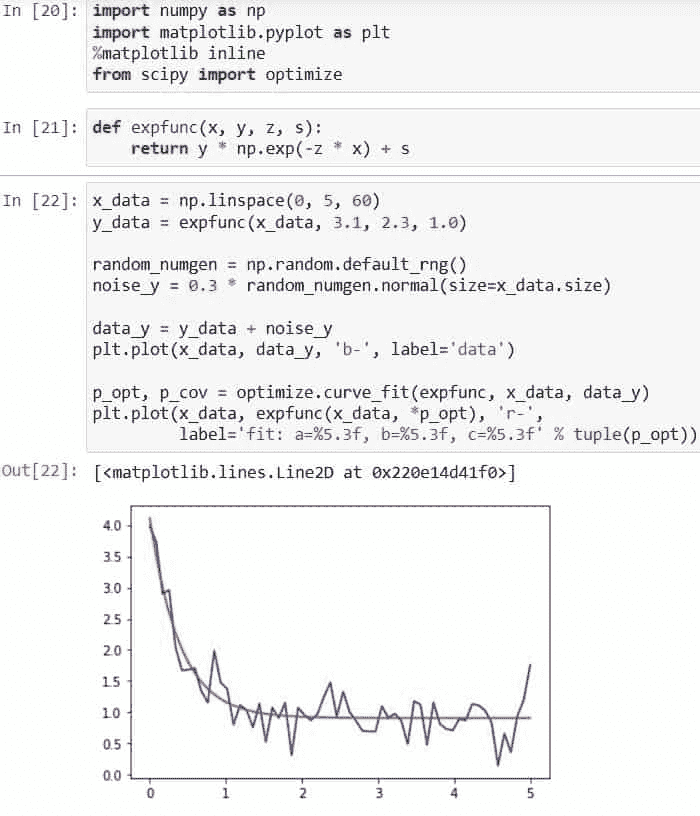 In [20]: import numpy as np
import matplotlib.pyplot as plt
%matplotlib inline
from scipy import optimize
In [21]: def expfunc(x, y, z, s):
    return y * np.exp(-z * x) + s
In [22]: x_data = np.linspace(0, 5, 60)
y_data = expfunc(x_data, 3.1, 2.3, 1.0)
random_numgen = np.random.default_rng()
noise_y = 0.3 * random_numgen.normal(size=x_data.size)
data_y = y_data + noise_y
plt.plot(x_data, data_y, 'b-', label='data')
p_opt, p_cov = optimize.curve_fit(expfunc, x_data, data_y)
plt.plot(x_data, expfunc(x_data, *p_opt), 'r-',
         label='fit: a=%5.3f, b=%5.3f, c=%5.3f' % tuple(p_opt))
Out[22]: [<matplotlib.lines.Line2D at 0x220e14d41f0>]
4.0
3.5
3.0
2.5
2.0
1.5
1.0
0.5
0.0
0 1 2 3 4 5